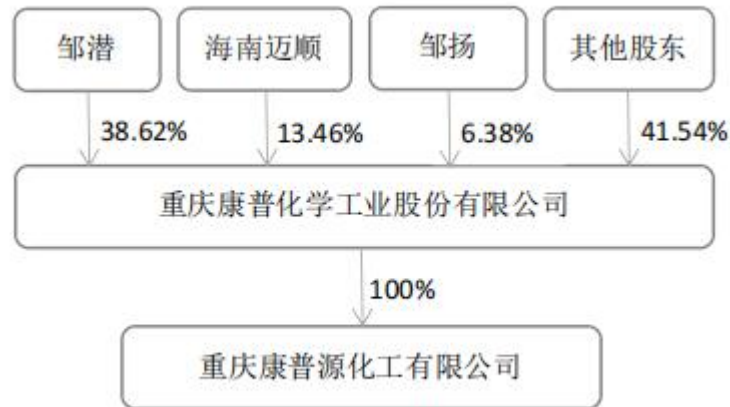 邹潜
海南迈顺
邹扬
其他股东
38.62%
13.46%
6.38%
41.54%
重庆康普化学工业股份有限公司
100%
重庆康普源化工有限公司